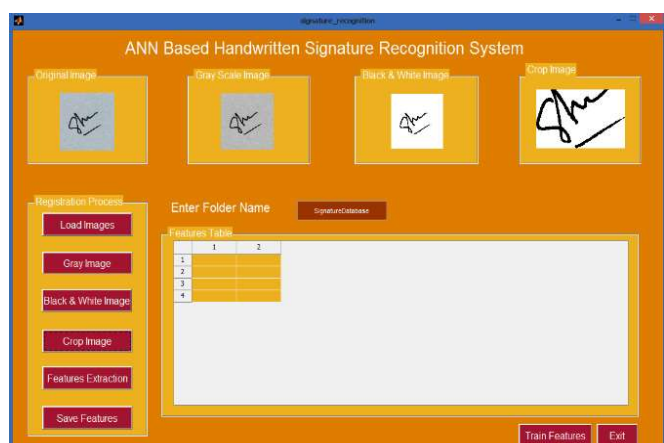 signature_recognition
ANN Based Handwritten Signature Recognition System
Original Image
Gray Scale Image
Black & White Image
Crop Image
Registration Process
Load Images
Gray Image
Black & White Image
Crop Image
Features Extraction
Save Features
Enter Folder Name
SignatureDatabase
Features Table
1 2
1
2
3
4
Train Features
Exit